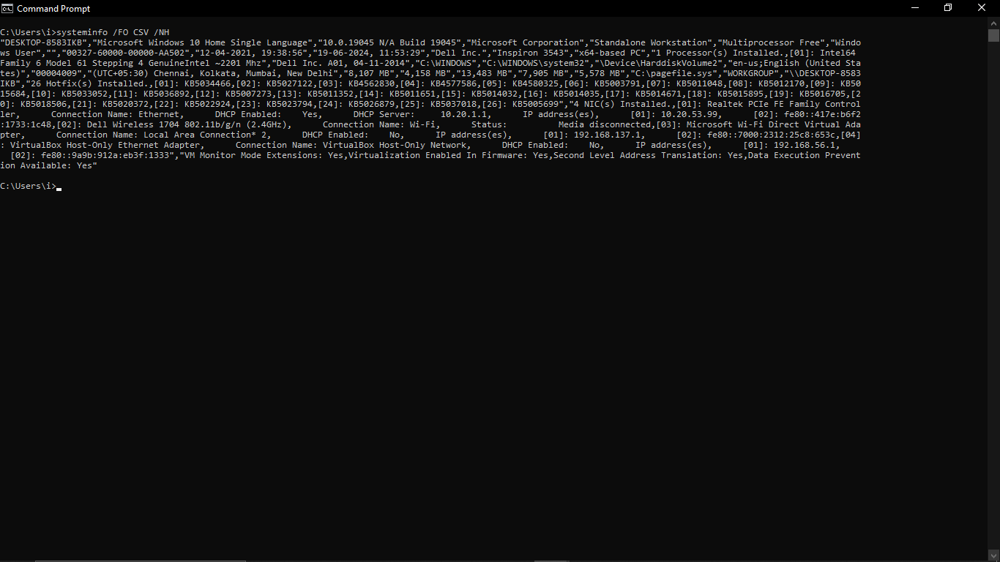 Command Prompt
C:\Users\i>systeminfo /FO CSV /NH
"DESKTOP-8583IKB","Microsoft Windows 10 Home Single Language","10.0.19045 N/A Build 19045","Microsoft Corporation","Standalone Workstation","Multiprocessor Free","Windo
ws User","","00327-60000-00000-AA502","12-04-2021, 19:38:56","19-06-2024, 11:53:29","Dell Inc.","Inspiron 3543","x64-based PC","1 Processor(s) Installed.,[01]: Intel64
Family 6 Model 61 Stepping 4 GenuineIntel ~2201 Mhz","Dell Inc. A01, 04-11-2014","C:\WINDOWS","C:\WINDOWS\system32","\Device\HarddiskVolume2","en-us;English (United Sta
tes)","00004009","(UTC+05:30) Chennai, Kolkata, Mumbai, New Delhi","8,107 MB","4,158 MB","13,483 MB","7,905 MB","5,578 MB","C:\pagefile.sys","WORKGROUP","\\DESKTOP-8583
IKB","26 Hotfix(s) Installed.,[01]: KB5034466,[02]: KB5027122,[03]: KB4562830,[04]: KB4577586,[05]: KB4580325,[06]: KB5003791,[07]: KB5011048,[08]: KB5012170,[09]: KB50
15684,[10]: KB5033052,[11]: KB5036892,[12]: KB5007273,[13]: KB5011352,[14]: KB5011651,[15]: KB5014032,[16]: KB5014035,[17]: KB5014671,[18]: KB5015895,[19]: KB5016705,[2
0]: KB5018506,[21]: KB5020372,[22]: KB5022924,[23]: KB5023794,[24]: KB5026879,[25]: KB5037018,[26]: KB5005699","4 NIC(s) Installed.,[01]: Realtek PCIe FE Family Control
ler,      Connection Name: Ethernet,      DHCP Enabled:    Yes,      DHCP Server:     10.20.1.1,      IP address(es),      [01]: 10.20.53.99,      [02]: fe80::417e:b6f2
:1733:1c48,[02]: Dell Wireless 1704 802.11b/g/n (2.4GHz),      Connection Name: Wi-Fi,      Status:          Media disconnected,[03]: Microsoft Wi-Fi Direct Virtual Ada
pter,      Connection Name: Local Area Connection* 2,      DHCP Enabled:    No,      IP address(es),      [01]: 192.168.137.1,      [02]: fe80::7000:2312:25c8:653c,[04]
: VirtualBox Host-Only Ethernet Adapter,      Connection Name: VirtualBox Host-Only Network,      DHCP Enabled:    No,      IP address(es),      [01]: 192.168.56.1,
  [02]: fe80::9a9b:912a:eb3f:1333","VM Monitor Mode Extensions: Yes,Virtualization Enabled In Firmware: Yes,Second Level Address Translation: Yes,Data Execution Prevent
ion Available: Yes"
C:\Users\i>